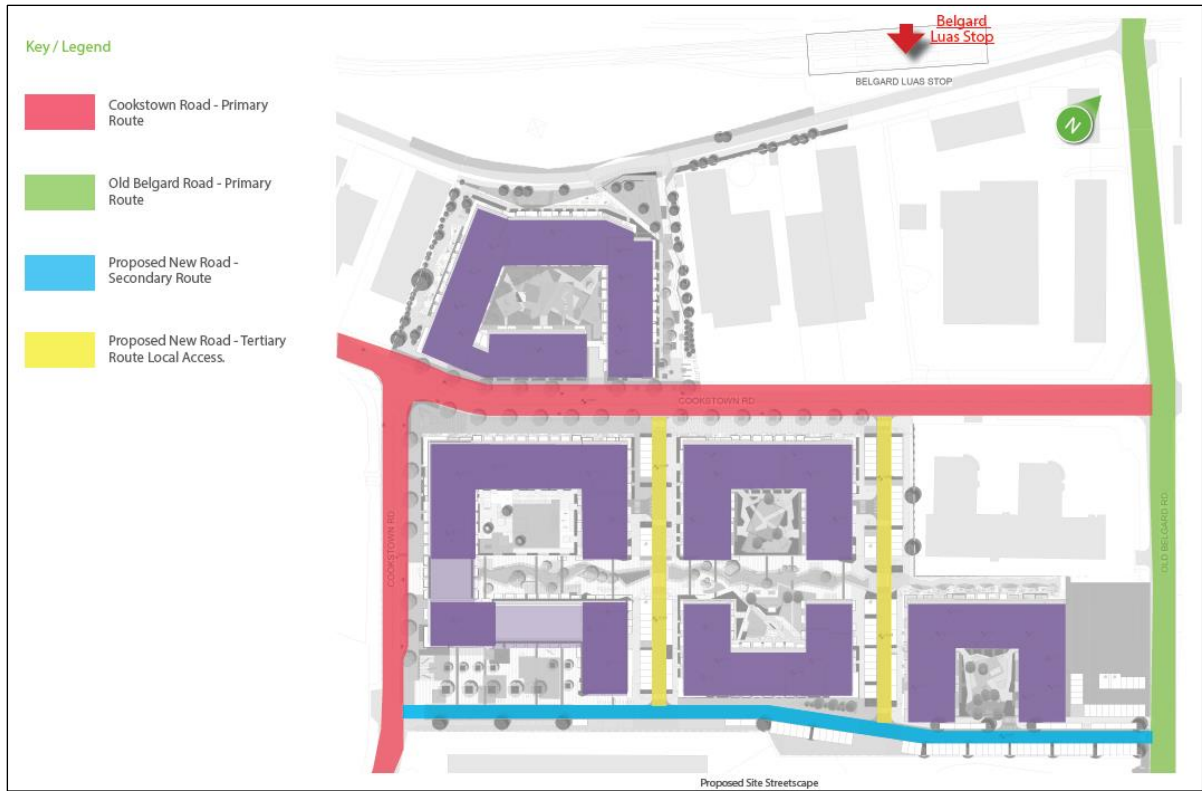 Key / Legend
Cookstown Road - Primary
Route
Old Belgard Road - Primary
Route
Proposed New Road -
Secondary Route
Proposed New Road - Tertiary
Route Local Access.
Belgard
Luas Stop
BELGARD LUAS STOP
N
COOKSTOWN RD
COOKSTOWN RD
OLD BELGARD RD
Proposed Site Streetscape